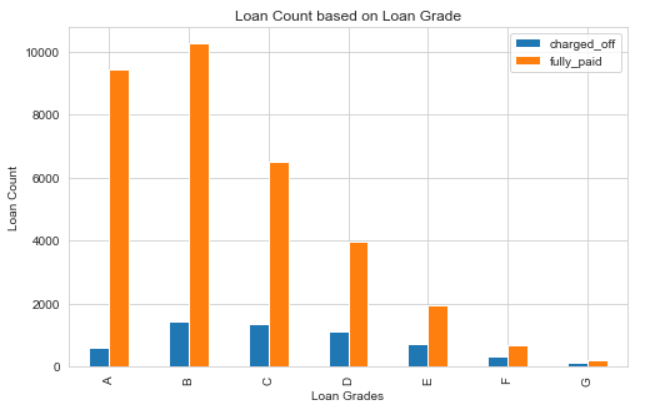 Loan Count based on Loan Grade
charged_off
fully_paid
10000
8000
6000
4000
2000
0
Loan Count
A
B
C
D
E
F
G
Loan Grades